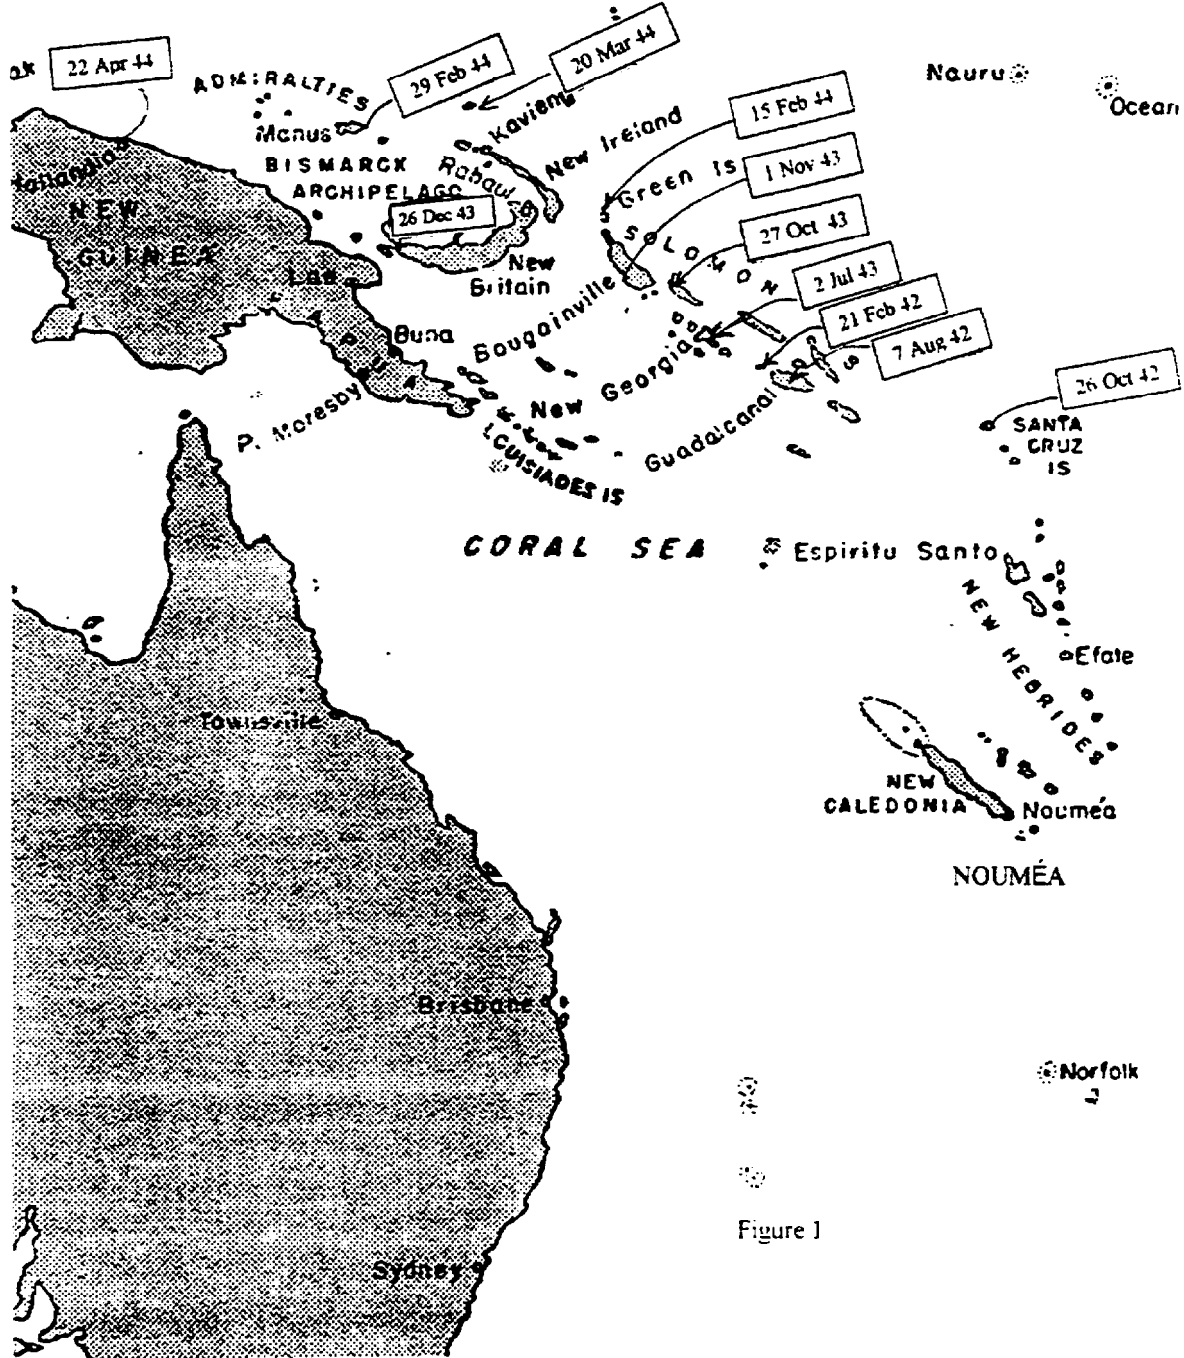 22 Apr 44
ADMIRALTIES
29 Feb 44
20 Mar 44
Nauru
Ocean
Manus
Kavieng
15 Feb 44
BISMARCK
ARCHIPELAGO
Rabaul
New Ireland
Green Is
1 Nov 43
Hollandia
NEW
GUINEA
26 Dec 43
SOLOMON
IS
27 Oct 43
Lae
New
Britain
2 Jul 43
21 Feb 42
7 Aug 42
Buna
PAPUA
Bougainville
New Georgia
26 Oct 42
P. Moresby
Guadalcanal
SANTA
CRUZ
IS
LOUISIADES IS
CORAL SEA
Espiritu Santo
NEW HEBRIDES
Efate
Townsville
NEW
CALEDONIA
Nouméa
NOUMÉA
Brisbane
Norfolk
Figure 1
Sydney